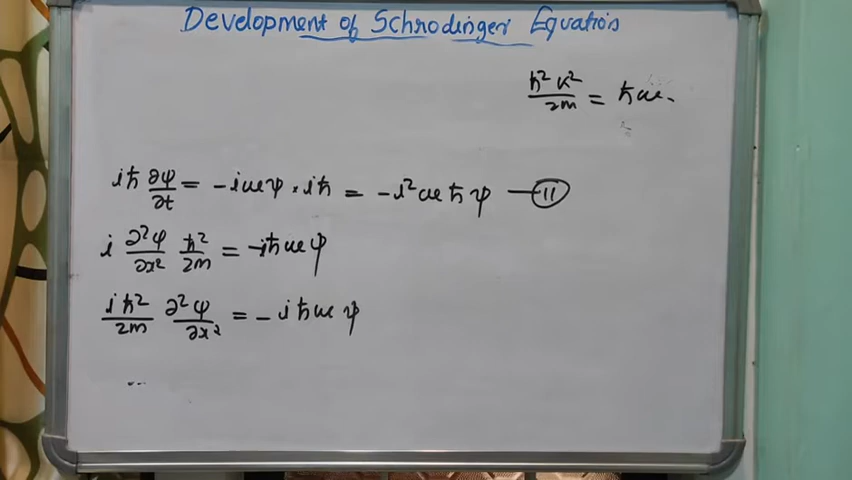 Development of Schrodinger Equation
ħ²k²/2m = ħω
iħ ∂ψ/∂t = -iωψ × iħ = -i²ωħψ — (11)
i ∂²ψ/∂x² ħ²/2m = -iħωψ
iħ²/2m ∂²ψ/∂x² = -iħωψ